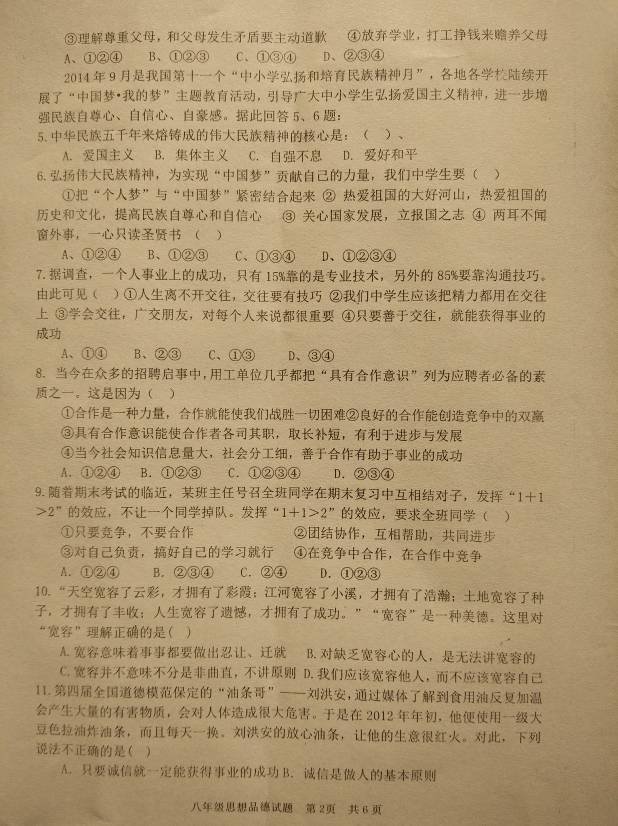 ③理解尊重父母，和父母发生矛盾要主动道歉　④放弃学业，打工挣钱来赡养父母
A、①②④　B、①②③　C、①③④　D、②③④
2014年9月是我国第十一个“中小学弘扬和培育民族精神月”，各地各学校陆续开
展了“中国梦•我的梦”主题教育活动，引导广大中小学生弘扬爱国主义精神，进一步增
强民族自尊心、自信心、自豪感。据此回答5、6题：
5.中华民族五千年来熔铸成的伟大民族精神的核心是：（　）、
A. 爱国主义　B. 集体主义　C. 自强不息　D. 爱好和平
6.弘扬伟大民族精神，为实现“中国梦”贡献自己的力量，我们中学生要（　）
①把“个人梦”与“中国梦”紧密结合起来 ② 热爱祖国的大好河山，热爱祖国的
历史和文化，提高民族自尊心和自信心　③ 关心国家发展，立报国之志 ④ 两耳不闻
窗外事，一心只读圣贤书 （　）
A、①②④　B、①②③　C、①③④　D、①②③④
7.据调查，一个人事业上的成功，只有15%靠的是专业技术，另外的85%要靠沟通技巧。
由此可见（　）①人生离不开交往，交往要有技巧 ②我们中学生应该把精力都用在交往
上 ③学会交往，广交朋友，对每个人来说都很重要 ④只要善于交往，就能获得事业的
成功
A、①④　B、②③　C、①③　D、③④
8. 当今在众多的招聘启事中，用工单位几乎都把“具有合作意识”列为应聘者必备的素
质之一。这是因为（　）
①合作是一种力量，合作就能使我们战胜一切困难②良好的合作能创造竞争中的双赢
③具有合作意识能使合作者各司其职，取长补短，有利于进步与发展
④当今社会知识信息量大，社会分工细，善于合作有助于事业的成功
A．①②④　B．①②③　C．①②③④　D．②③④
9.随着期末考试的临近，某班主任号召全班同学在期末复习中互相结对子，发挥“1＋1
＞2”的效应，不让一个同学掉队。发挥“1＋1＞2”的效应，要求全班同学（　）
①只要竞争，不要合作　②团结协作，互相帮助，共同进步
③对自己负责，搞好自己的学习就行　④在竞争中合作，在合作中竞争
A．①②④　B．②③④　C．②④　D．①②③
10.“天空宽容了云彩，才拥有了彩霞；江河宽容了小溪，才拥有了浩瀚；土地宽容了种
子，才拥有了丰收；人生宽容了遗憾，才拥有了成功。”“宽容”是一种美德。这里对
“宽容”理解正确的是(　)
A.宽容意味着事事都要做出忍让、迁就　B.对缺乏宽容心的人，是无法讲宽容的
C.宽容并不意味不分是非曲直，不讲原则 D.我们应该宽容他人，而不应该宽容自己
11.第四届全国道德模范保定的“油条哥”——刘洪安，通过媒体了解到食用油反复加温
会产生大量的有害物质，会对人体造成很大危害。于是在2012年年初，他便使用一级大
豆色拉油炸油条，而且每天一换。刘洪安的放心油条，让他的生意很红火。对此，下列
说法不正确的是(　)
A．只要诚信就一定能获得事业的成功 B．诚信是做人的基本原则
八年级思想品德试题　第2页　共6页